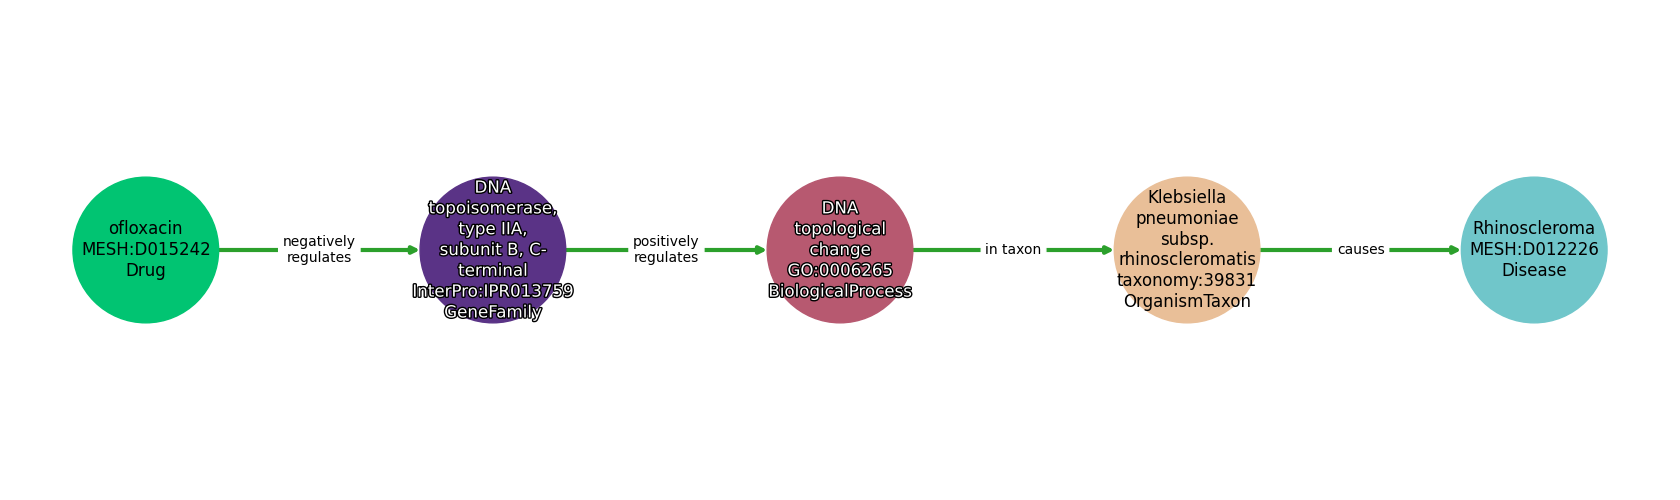 ofloxacin
MESH:D015242
Drug
negatively
regulates
DNA
topoisomerase,
type IIA,
subunit B, C-
terminal
InterPro:IPR013759
GeneFamily
positively
regulates
DNA
topological
change
GO:0006265
BiologicalProcess
in taxon
Klebsiella
pneumoniae
subsp.
rhinoscleromatis
taxonomy:39831
OrganismTaxon
causes
Rhinoscleroma
MESH:D012226
Disease